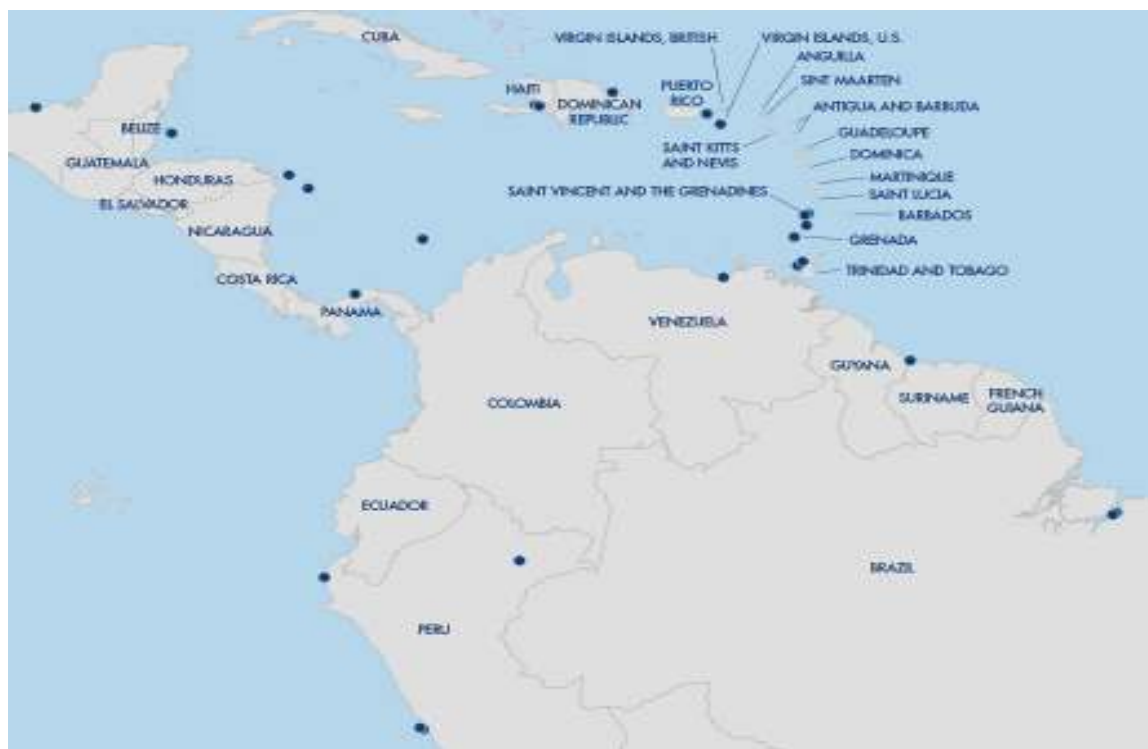 CUBA
VIRGIN ISLANDS, BRITISH
VIRGIN ISLANDS, U.S.
ANGUILLA
SINT MAARTEN
HAITI
DOMINICAN
REPUBLIC
PUERTO
RICO
ANTIGUA AND BARBUDA
BELIZE
GUADELOUPE
SAINT KITTS
AND NEVIS
DOMINICA
GUATEMALA
HONDURAS
MARTINIQUE
SAINT VINCENT AND THE GRENADINES
SAINT LUCIA
EL SALVADOR
BARBADOS
NICARAGUA
GRENADA
COSTA RICA
TRINIDAD AND TOBAGO
PANAMA
VENEZUELA
GUYANA
COLOMBIA
SURINAME
FRENCH
GUIANA
ECUADOR
BRAZIL
PERU